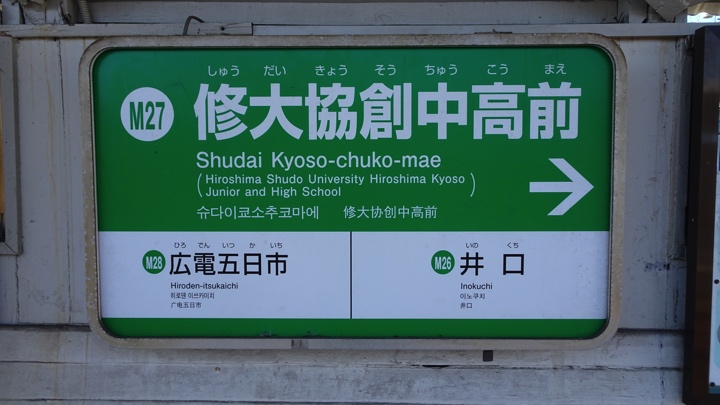 しゅう だい きょう そう ちゅう こう まえ
M27 修大協創中高前
Shudai Kyoso-chuko-mae
(Hiroshima Shudo University Hiroshima Kyoso
Junior and High School)
슈다이쿄소추코마에 修大协创中高前
ひろ でん いつ か いち
M28 広電五日市
Hiroden-itsukaichi
히로덴 이쓰카이치
广电五日市
いの くち
M26 井口
Inokuchi
이노쿠치
井口